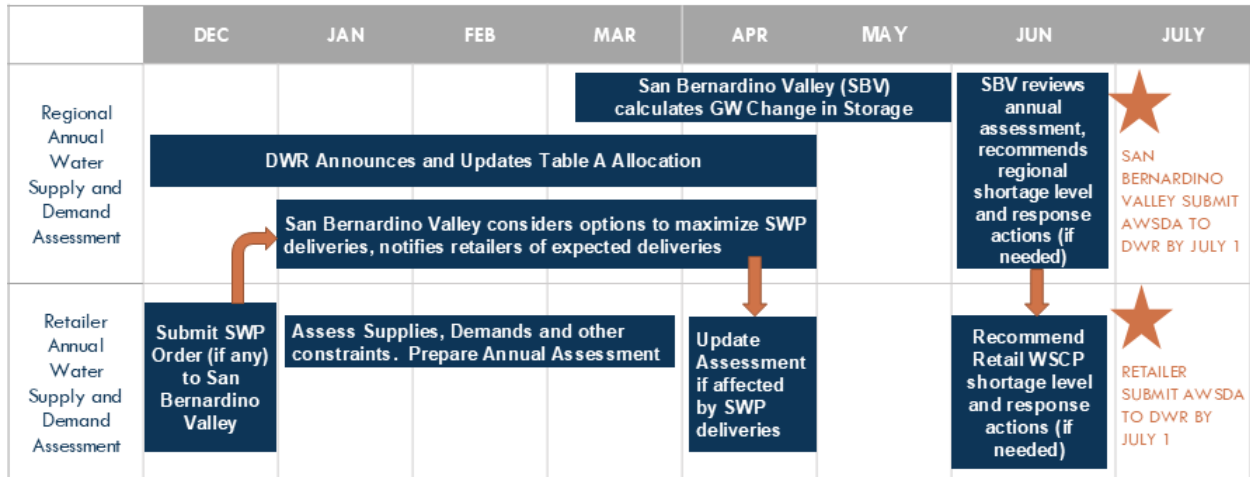 DEC JAN FEB MAR APR MAY JUN JULY
Regional
Annual
Water
Supply and
Demand
Assessment
San Bernardino Valley (SBV)
calculates GW Change in Storage
DWR Announces and Updates Table A Allocation
San Bernardino Valley considers options to maximize SWP
deliveries, notifies retailers of expected deliveries
SBV reviews
annual
assessment,
recommends
regional
shortage level
and response
actions (if
needed)
SAN
BERNARDINO
VALLEY SUBMIT
AWSDA TO
DWR BY JULY 1
Retailer
Annual
Water
Supply and
Demand
Assessment
Submit SWP
Order (if any)
to San
Bernardino
Valley
Assess Supplies, Demands and other
constraints. Prepare Annual Assessment
Update
Assessment
if affected
by SWP
deliveries
Recommend
Retail WSCP
shortage level
and response
actions (if
needed)
RETAILER
SUBMIT AWSDA
TO DWR BY
JULY 1